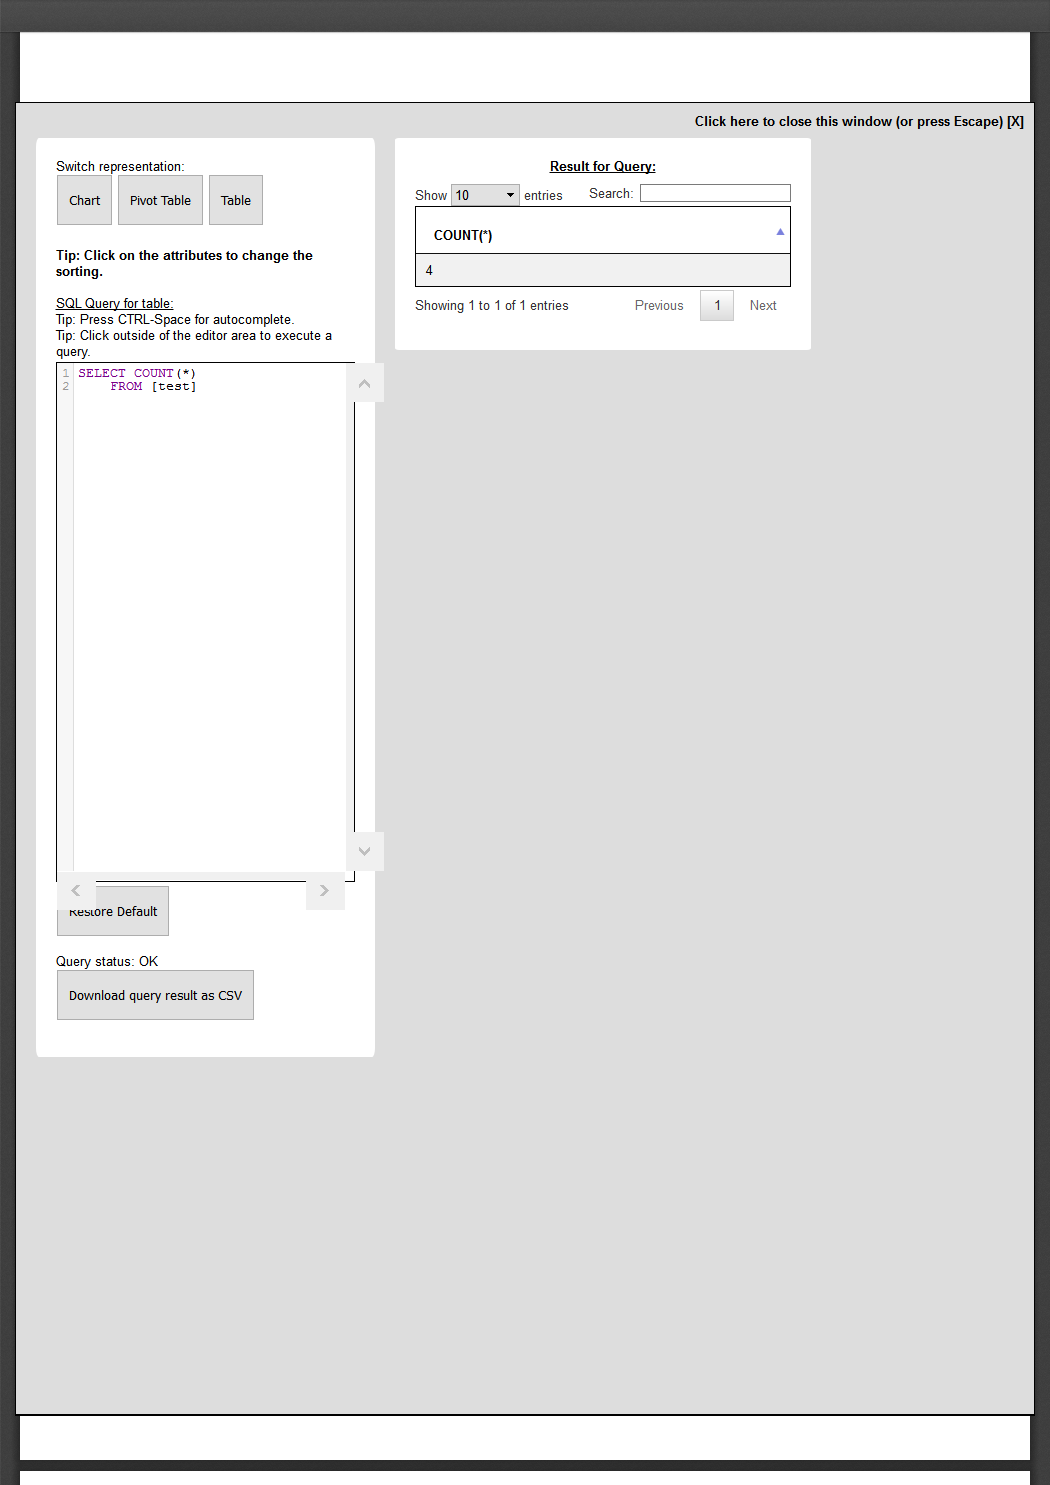 Click here to close this window (or press Escape) [X]
Switch representation:
Chart Pivot Table Table
Tip: Click on the attributes to change the
sorting.
SQL Query for table:
Tip: Press CTRL-Space for autocomplete.
Tip: Click outside of the editor area to execute a
query.
1 SELECT COUNT(*)
2 FROM [test]
Restore Default
Query status: OK
Download query result as CSV
Result for Query:
Show 10 entries Search:
COUNT(*)
4
Showing 1 to 1 of 1 entries Previous 1 Next